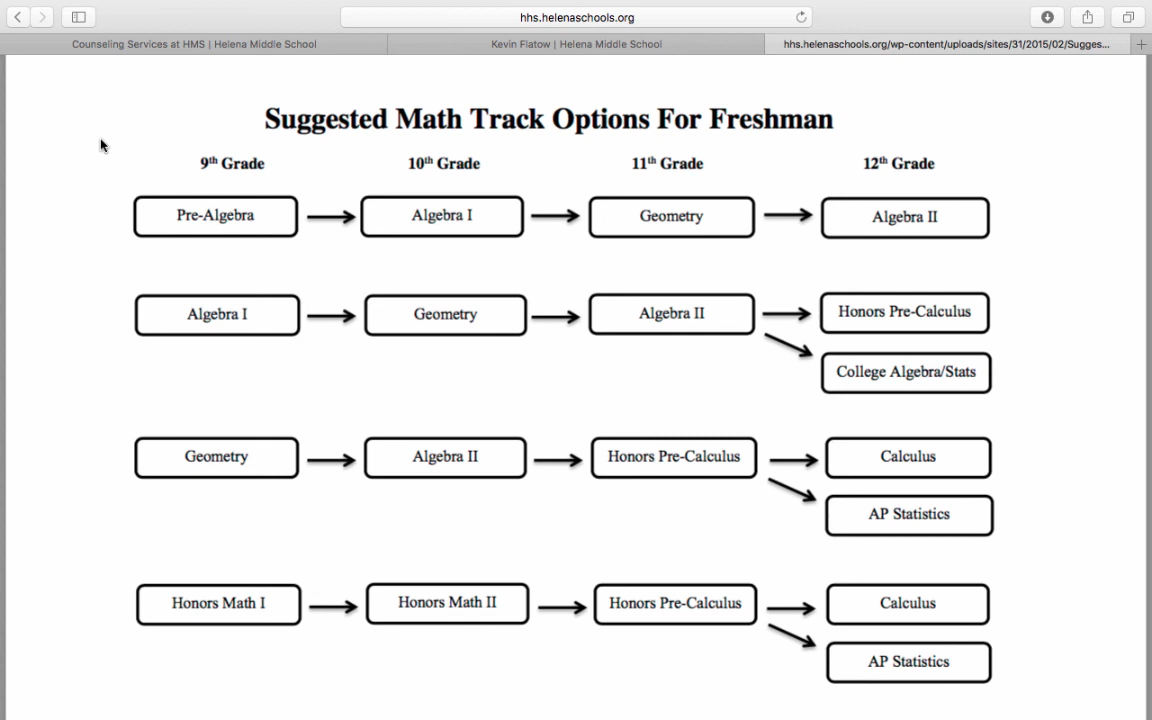 hhs.helenaschools.org
Counseling Services at HMS | Helena Middle School
Kevin Flatow | Helena Middle School
hhs.helenaschools.org/wp-content/uploads/sites/31/2015/02/Sugges...
Suggested Math Track Options For Freshman
9th Grade 10th Grade 11th Grade 12th Grade
Pre-Algebra Algebra I Geometry Algebra II
Algebra I Geometry Algebra II Honors Pre-Calculus
College Algebra/Stats
Geometry Algebra II Honors Pre-Calculus Calculus
AP Statistics
Honors Math I Honors Math II Honors Pre-Calculus Calculus
AP Statistics